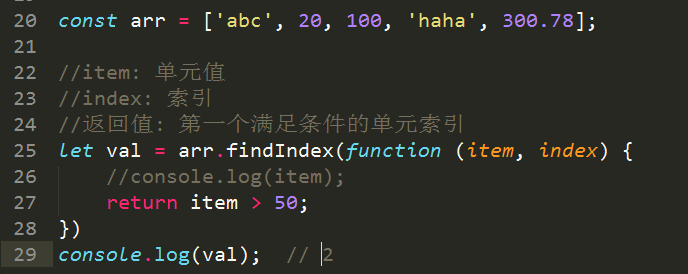 20 const arr = ['abc', 20, 100, 'haha', 300.78];
21
22 //item: 单元值
23 //index: 索引
24 //返回值: 第一个满足条件的单元索引
25 let val = arr.findIndex(function (item, index) {
26     //console.log(item);
27     return item > 50;
28 })
29 console.log(val);  // 2